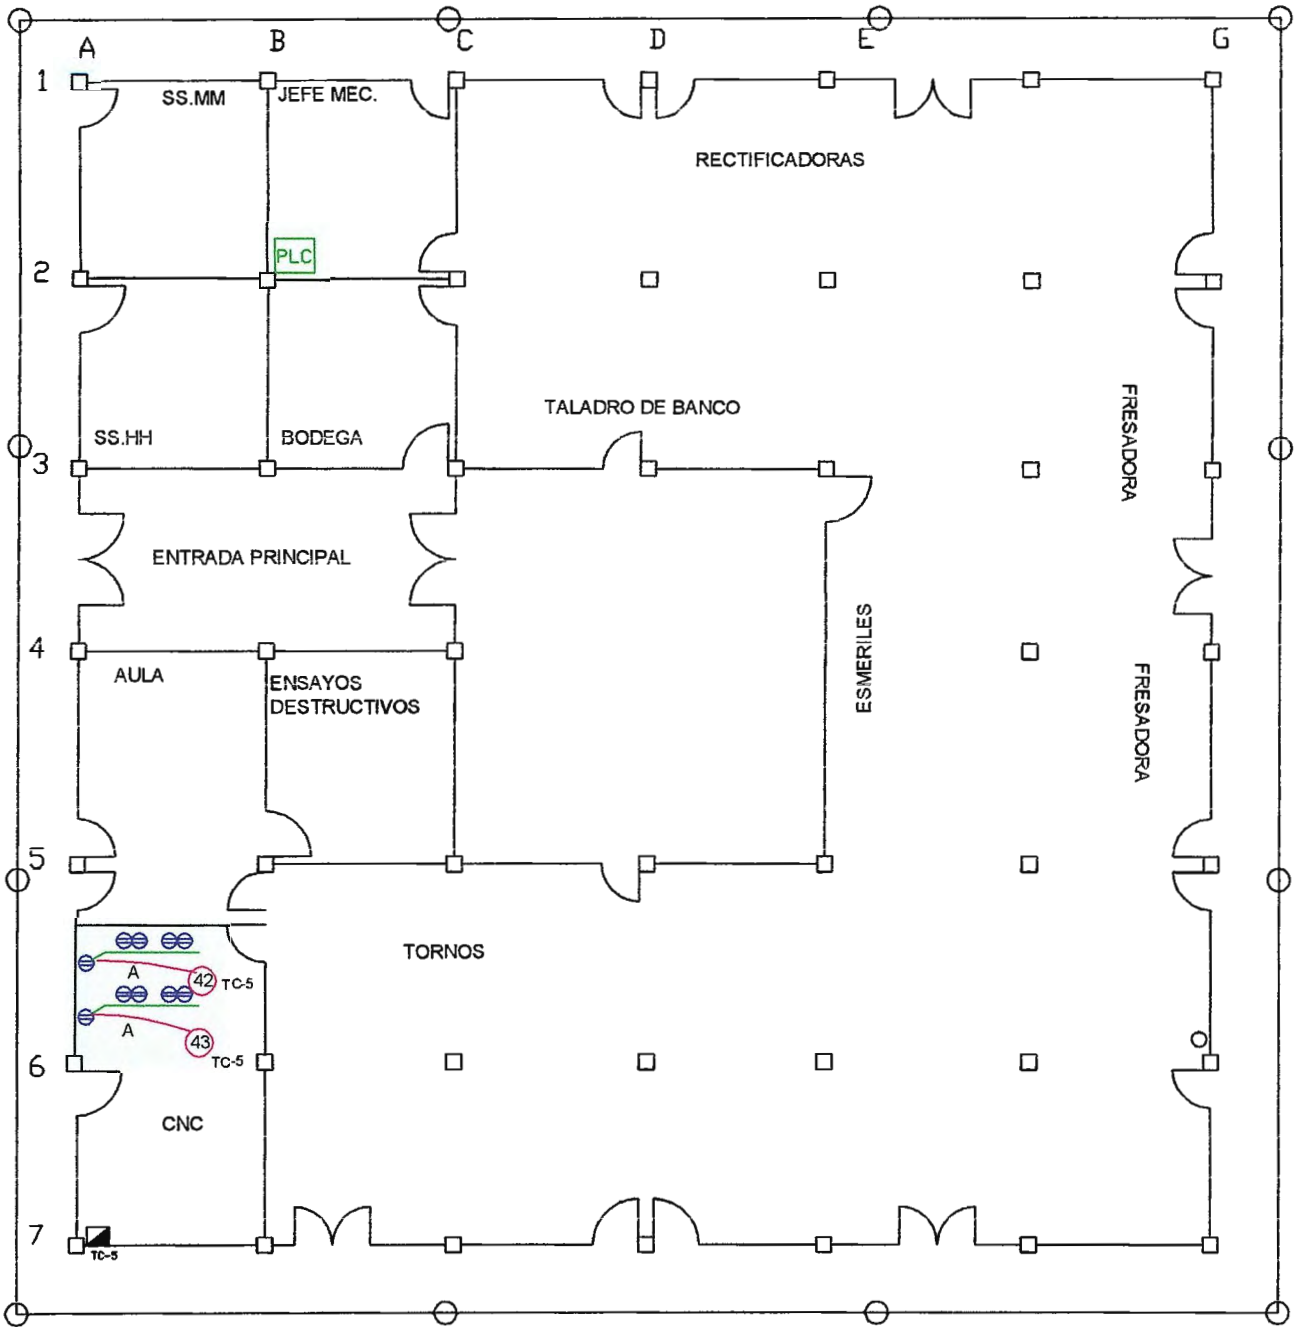 A
B
C
D
E
G
1
SS.MM
JEFE MEC.
RECTIFICADORAS
PLC
2
TALADRO DE BANCO
FRESADORA
SS.HH
BODEGA
3
ENTRADA PRINCIPAL
ESMERILES
4
AULA
ENSAYOS
DESTRUCTIVOS
FRESADORA
5
TORNOS
A
42
TC-5
A
43
TC-5
6
CNC
7
TC-5